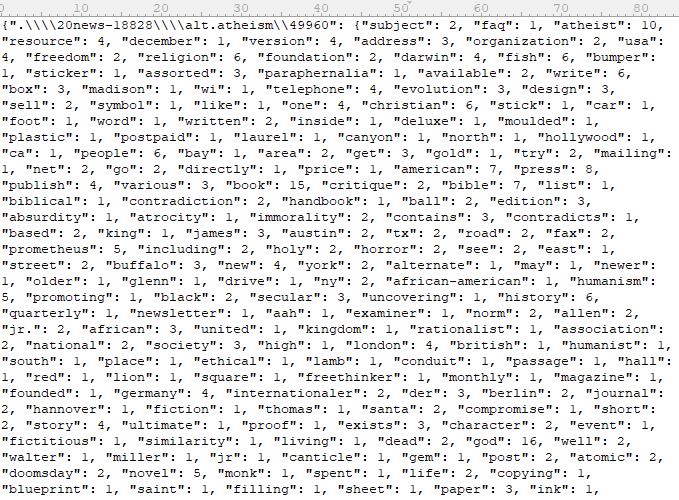 0 10 20 30 40 50 60 70 80
{".\\\\20news-18828\\\\alt.atheism\\49960": {"subject": 2, "faq": 1, "atheist": 10,
"resource": 4, "december": 1, "version": 4, "address": 3, "organization": 2, "usa":
4, "freedom": 2, "religion": 6, "foundation": 2, "darwin": 4, "fish": 6, "bumper":
1, "sticker": 1, "assorted": 3, "paraphernalia": 1, "available": 2, "write": 6,
"box": 3, "madison": 1, "wi": 1, "telephone": 4, "evolution": 3, "design": 3,
"sell": 2, "symbol": 1, "like": 1, "one": 4, "christian": 6, "stick": 1, "car": 1,
"foot": 1, "word": 1, "written": 2, "inside": 1, "deluxe": 1, "moulded": 1,
"plastic": 1, "postpaid": 1, "laurel": 1, "canyon": 1, "north": 1, "hollywood": 1,
"ca": 1, "people": 6, "bay": 1, "area": 2, "get": 3, "gold": 1, "try": 2, "mailing":
1, "net": 2, "go": 2, "directly": 1, "price": 1, "american": 7, "press": 8,
"publish": 4, "various": 3, "book": 15, "critique": 2, "bible": 7, "list": 1,
"biblical": 1, "contradiction": 2, "handbook": 1, "ball": 2, "edition": 3,
"absurdity": 1, "atrocity": 1, "immorality": 2, "contains": 3, "contradicts": 1,
"based": 2, "king": 1, "james": 3, "austin": 2, "tx": 2, "road": 2, "fax": 2,
"prometheus": 5, "including": 2, "holy": 2, "horror": 2, "see": 2, "east": 1,
"street": 2, "buffalo": 3, "new": 4, "york": 2, "alternate": 1, "may": 1, "newer":
1, "older": 1, "glenn": 1, "drive": 1, "ny": 2, "african-american": 1, "humanism":
5, "promoting": 1, "black": 2, "secular": 3, "uncovering": 1, "history": 6,
"quarterly": 1, "newsletter": 1, "aah": 1, "examiner": 1, "norm": 2, "allen": 2,
"jr.": 2, "african": 3, "united": 1, "kingdom": 1, "rationalist": 1, "association":
2, "national": 2, "society": 3, "high": 1, "london": 4, "british": 1, "humanist": 1,
"south": 1, "place": 1, "ethical": 1, "lamb": 1, "conduit": 1, "passage": 1, "hall":
1, "red": 1, "lion": 1, "square": 1, "freethinker": 1, "monthly": 1, "magazine": 1,
"founded": 1, "germany": 4, "internationaler": 2, "der": 3, "berlin": 2, "journal":
2, "hannover": 1, "fiction": 1, "thomas": 1, "santa": 2, "compromise": 1, "short":
2, "story": 4, "ultimate": 1, "proof": 1, "exists": 3, "character": 2, "event": 1,
"fictitious": 1, "similarity": 1, "living": 1, "dead": 2, "god": 16, "well": 2,
"walter": 1, "miller": 1, "jr": 1, "canticle": 1, "gem": 1, "post": 2, "atomic": 2,
"doomsday": 2, "novel": 5, "monk": 1, "spent": 1, "life": 2, "copying": 1,
"blueprint": 1, "saint": 1, "filling": 1, "sheet": 1, "paper": 3, "ink": 1,